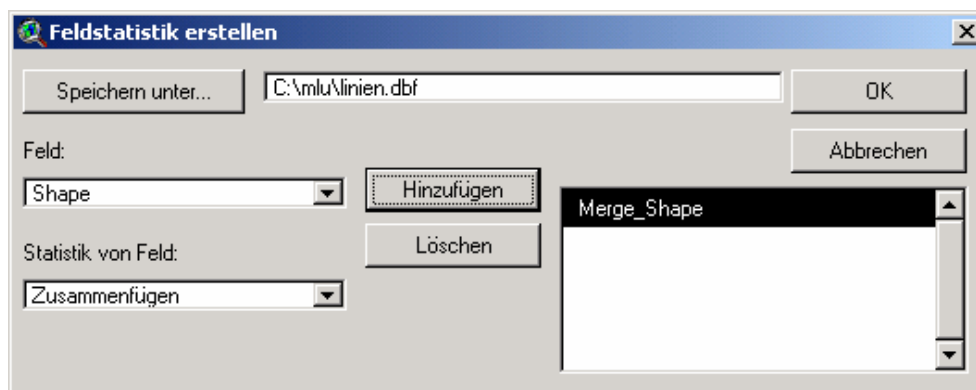 Feldstatistik erstellen
Speichern unter...
C:\mlu\linien.dbf
OK
Abbrechen
Feld:
Shape
Hinzufügen
Merge_Shape
Löschen
Statistik von Feld:
Zusammenfügen